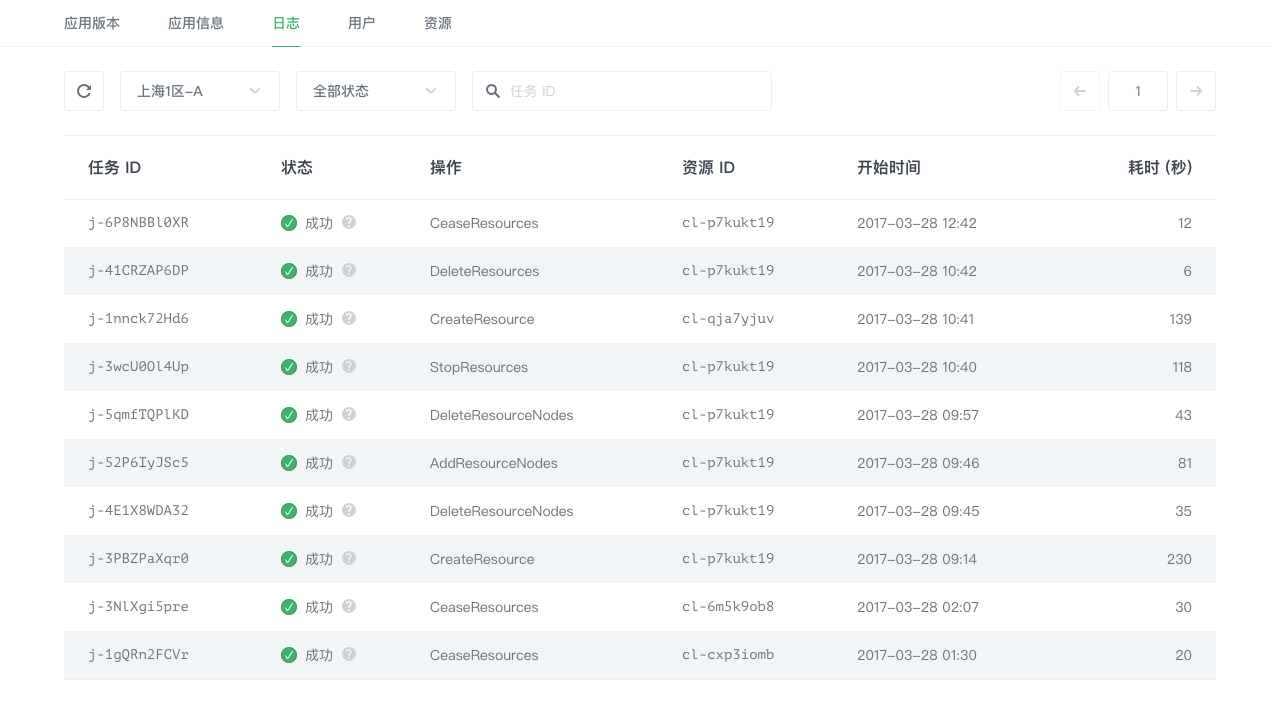 应用版本 应用信息 日志 用户 资源
上海1区-A 全部状态 任务 ID 1
任务 ID 状态 操作 资源 ID 开始时间 耗时 (秒)
j-6P8NBBl0XR 成功 CeaseResources cl-p7kukt19 2017-03-28 12:42 12
j-41CRZAP6DP 成功 DeleteResources cl-p7kukt19 2017-03-28 10:42 6
j-1nnck72Hd6 成功 CreateResource cl-qja7yjuv 2017-03-28 10:41 139
j-3wcU0Ol4Up 成功 StopResources cl-p7kukt19 2017-03-28 10:40 118
j-5qmfTQPlKD 成功 DeleteResourceNodes cl-p7kukt19 2017-03-28 09:57 43
j-52P6IyJSc5 成功 AddResourceNodes cl-p7kukt19 2017-03-28 09:46 81
j-4E1X8WDA32 成功 DeleteResourceNodes cl-p7kukt19 2017-03-28 09:45 35
j-3PBZPaXqr0 成功 CreateResource cl-p7kukt19 2017-03-28 09:14 230
j-3NlXgi5pre 成功 CeaseResources cl-6m5k9ob8 2017-03-28 02:07 30
j-1gQRn2FCVr 成功 CeaseResources cl-cxp3iomb 2017-03-28 01:30 20